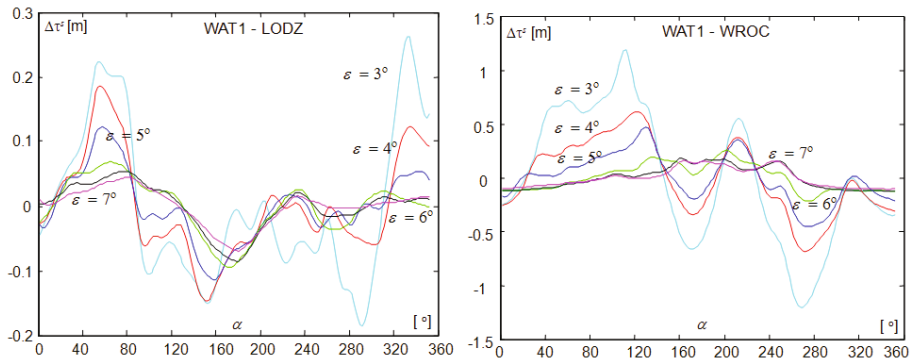 WAT1 - LODZ
Δτˢ [m]
0.3
0.2
0.1
0
-0.1
-0.2
ε = 3°
ε = 5°
ε = 4°
ε = 7°
ε = 6°
0 40 80 120 160 200 240 280 320 360
α
[ °]
WAT1 - WROC
Δτˢ [m]
1.5
1
0.5
0
-0.5
-1
-1.5
ε = 3°
ε = 4°
ε = 5°
ε = 7°
ε = 6°
0 40 80 120 160 200 240 280 320 360
α
[ °]